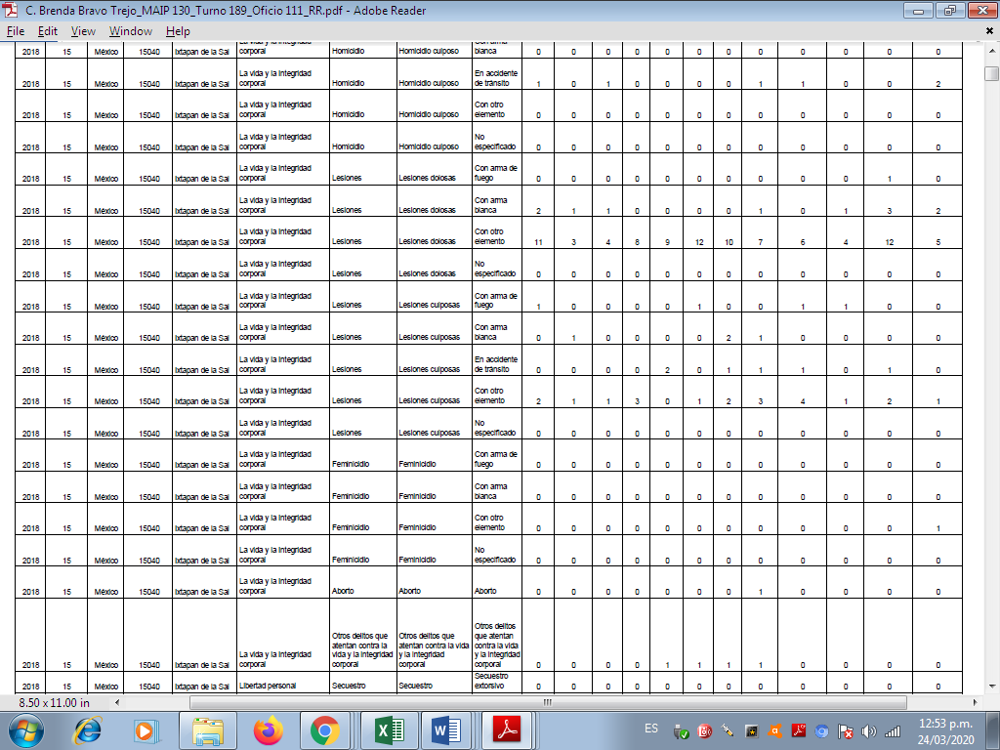 C. Brenda Bravo Trejo_MAIP 130_Turno 189_Oficio 111_RR.pdf - Adobe Reader
File Edit View Window Help
2018 15 México 15040 Ixtapan de la Sal corporal Homicidio Homicidio culposo blanca 0 0 0 0 0 0 0 0 0 0 0 0
La vida y la Integridad En accidente
2018 15 México 15040 Ixtapan de la Sal corporal Homicidio Homicidio culposo de tránsito 1 0 1 0 0 0 0 1 1 0 0 2
La vida y la Integridad Con otro
2018 15 México 15040 Ixtapan de la Sal corporal Homicidio Homicidio culposo elemento 0 0 0 0 0 0 0 0 0 0 0 0
La vida y la Integridad No
2018 15 México 15040 Ixtapan de la Sal corporal Homicidio Homicidio culposo especificado 0 0 0 0 0 0 0 0 0 0 0 0
La vida y la Integridad Con arma de
2018 15 México 15040 Ixtapan de la Sal corporal Lesiones Lesiones dolosas fuego 0 0 0 0 0 0 0 0 0 0 1 0
La vida y la Integridad Con arma
2018 15 México 15040 Ixtapan de la Sal corporal Lesiones Lesiones dolosas blanca 2 1 1 0 0 0 0 1 0 1 3 2
La vida y la Integridad Con otro
2018 15 México 15040 Ixtapan de la Sal corporal Lesiones Lesiones dolosas elemento 11 3 4 8 9 12 10 7 6 4 12 5
La vida y la Integridad No
2018 15 México 15040 Ixtapan de la Sal corporal Lesiones Lesiones dolosas especificado 0 0 0 0 0 0 0 0 0 0 0 0
La vida y la Integridad Con arma de
2018 15 México 15040 Ixtapan de la Sal corporal Lesiones Lesiones culposas fuego 1 0 0 0 0 1 0 0 1 1 0 0
La vida y la Integridad Con arma
2018 15 México 15040 Ixtapan de la Sal corporal Lesiones Lesiones culposas blanca 0 1 0 0 0 0 2 1 0 0 0 0
La vida y la Integridad En accidente
2018 15 México 15040 Ixtapan de la Sal corporal Lesiones Lesiones culposas de tránsito 0 0 0 0 2 0 1 1 1 0 1 0
La vida y la Integridad Con otro
2018 15 México 15040 Ixtapan de la Sal corporal Lesiones Lesiones culposas elemento 2 1 1 3 0 1 2 3 4 1 2 1
La vida y la Integridad No
2018 15 México 15040 Ixtapan de la Sal corporal Lesiones Lesiones culposas especificado 0 0 0 0 0 0 0 0 0 0 0 0
La vida y la Integridad Con arma de
2018 15 México 15040 Ixtapan de la Sal corporal Feminicidio Feminicidio fuego 0 0 0 0 0 0 0 0 0 0 0 0
La vida y la Integridad Con arma
2018 15 México 15040 Ixtapan de la Sal corporal Feminicidio Feminicidio blanca 0 0 0 0 0 0 0 0 0 0 0 0
La vida y la Integridad Con otro
2018 15 México 15040 Ixtapan de la Sal corporal Feminicidio Feminicidio elemento 0 0 0 0 0 0 0 0 0 0 0 1
La vida y la Integridad No
2018 15 México 15040 Ixtapan de la Sal corporal Feminicidio Feminicidio especificado 0 0 0 0 0 0 0 0 0 0 0 0
La vida y la Integridad
2018 15 México 15040 Ixtapan de la Sal corporal Aborto Aborto Aborto 0 0 0 0 0 0 0 1 0 0 0 0
Otros delitos
Otros delitos que Otros delitos que que atentan
atentan contra la atentan contra la vida contra la vida
La vida y la Integridad vida y la Integridad y la Integridad y la Integridad
2018 15 México 15040 Ixtapan de la Sal corporal corporal corporal corporal 0 0 0 0 1 1 1 1 0 0 0 0
Secuestro
2018 15 México 15040 Ixtapan de la Sal Libertad personal Secuestro Secuestro extorsivo 0 0 0 0 0 0 0 0 0 0 0 0
8.50 x 11.00 in
ES
12:53 p.m.
24/03/2020